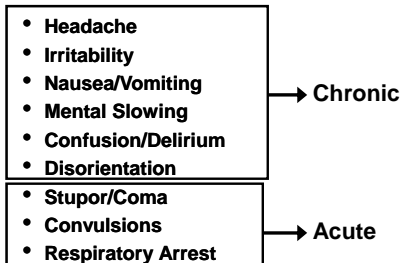 • Headache
• Irritability
• Nausea/Vomiting
• Mental Slowing
• Confusion/Delirium
• Disorientation
Chronic
• Stupor/Coma
• Convulsions
• Respiratory Arrest
Acute